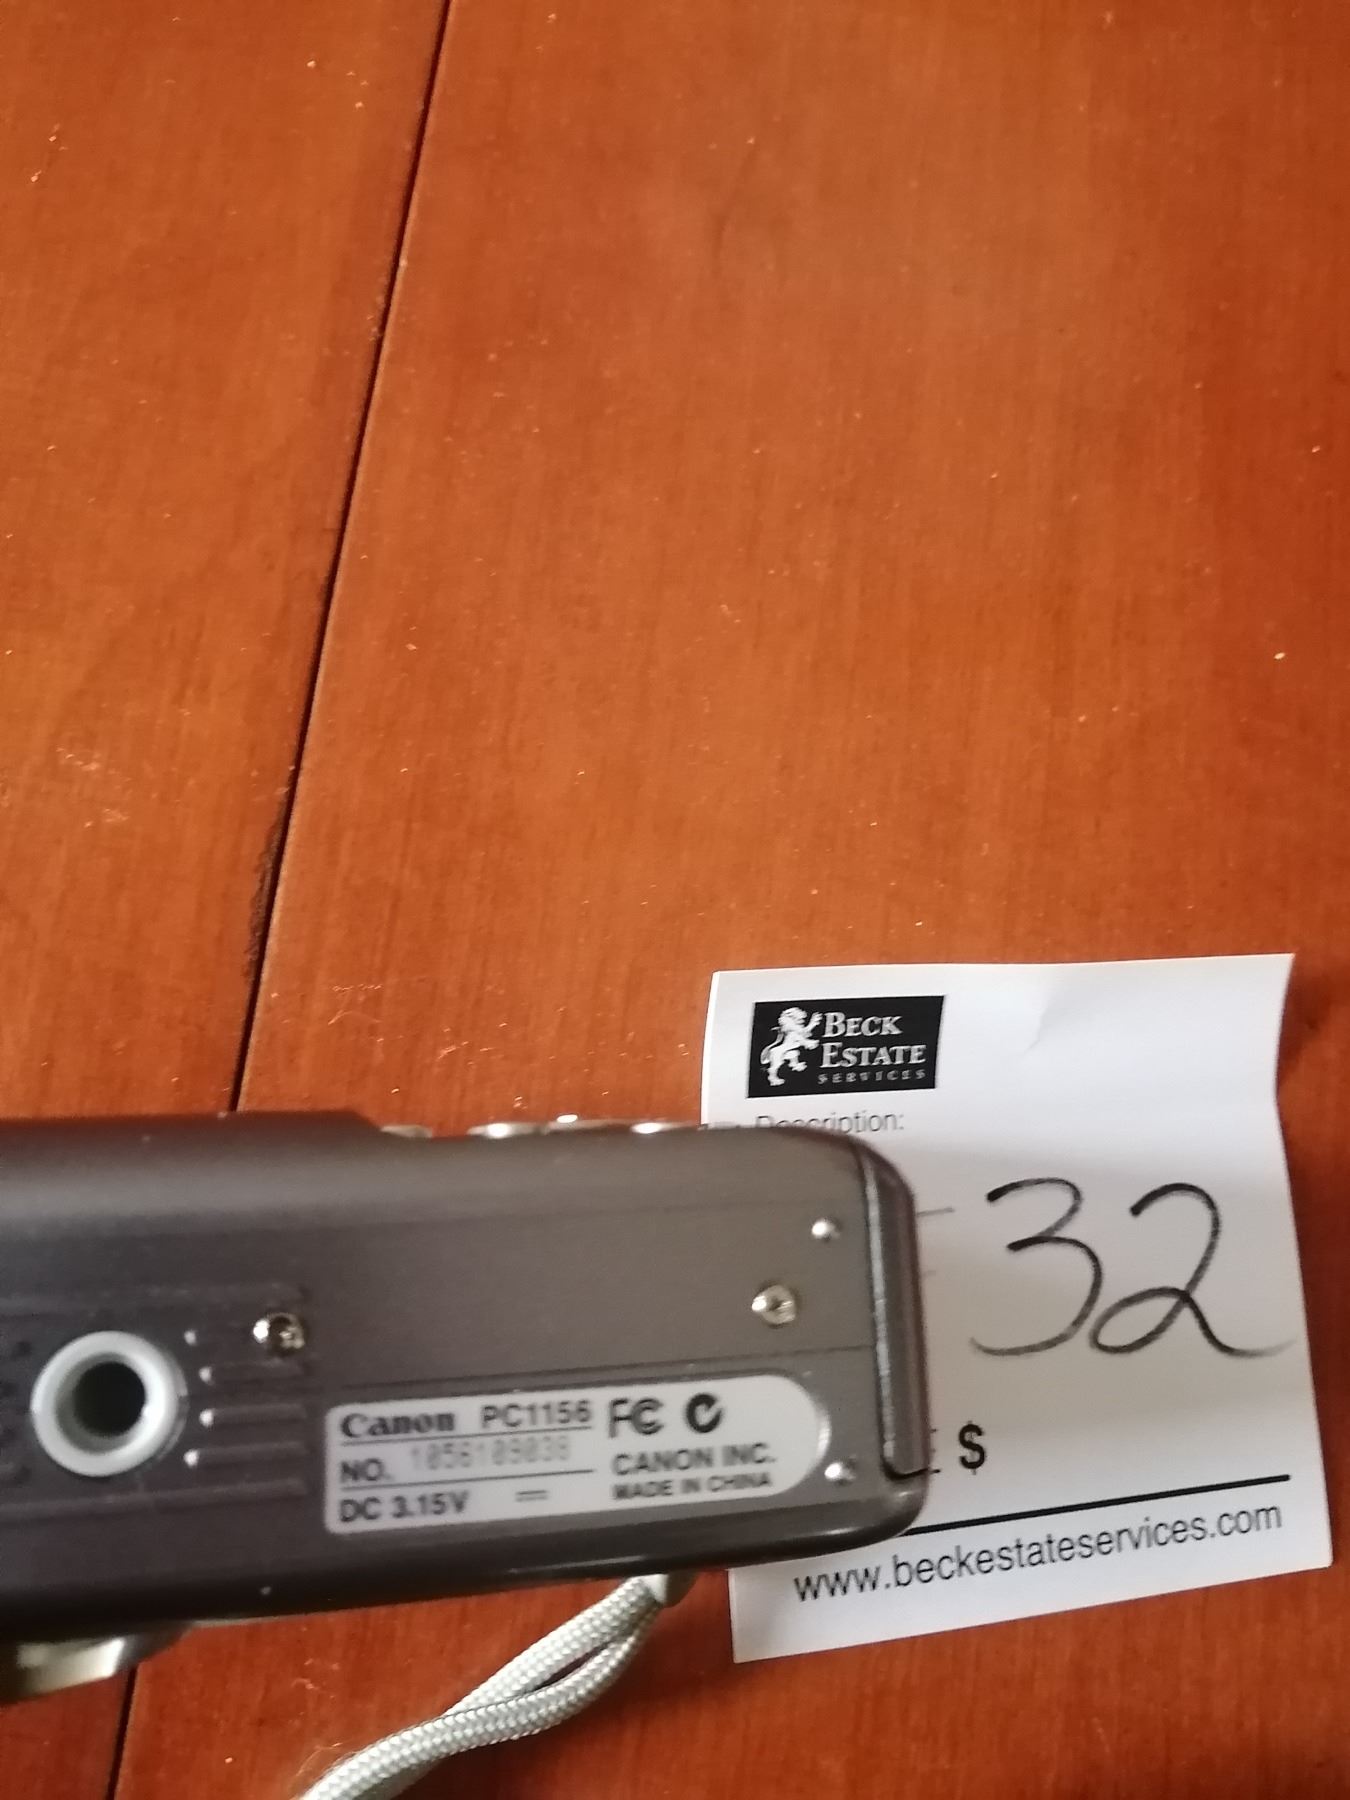 BECK
ESTATE
SERVICES
Description:
32
$
www.beckestateservices.com
Canon PC1156 FC
NO.
CANON INC.
DC 3.15V
MADE IN CHINA